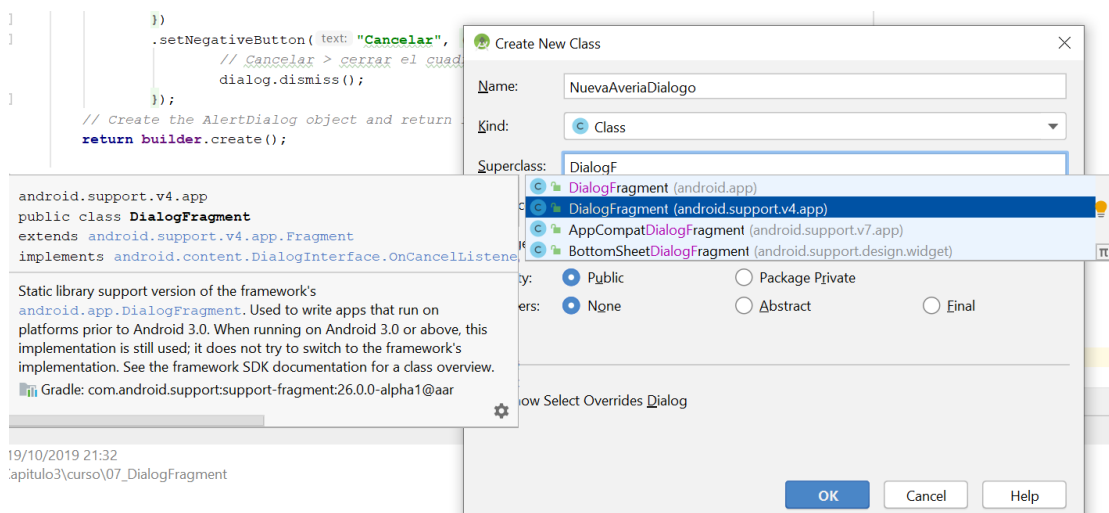 })
.setNegativeButton( text: "Cancelar",
// Cancelar > cerrar el
dialog.dismiss();
});
// Create the AlertDialog object and return
return builder.create();
Create New Class
Name: NuevaAveriaDialogo
Kind: Class
Superclass: DialogF
DialogFragment (android.app)
DialogFragment (android.support.v4.app)
AppCompatDialogFragment (android.support.v7.app)
BottomSheetDialogFragment (android.support.design.widget)
android.support.v4.app
public class DialogFragment
extends android.support.v4.app.Fragment
implements android.content.DialogInterface.OnCancelListene
Static library support version of the framework's
android.app.DialogFragment. Used to write apps that run on
platforms prior to Android 3.0. When running on Android 3.0 or above, this
implementation is still used; it does not try to switch to the framework's
implementation. See the framework SDK documentation for a class overview.
Gradle: com.android.support:support-fragment:26.0.0-alpha1@aar
ty: Public Package Private
ers: None Abstract Final
ow Select Overrides Dialog
19/10/2019 21:32
Capitulo3\curso\07_DialogFragment
OK Cancel Help